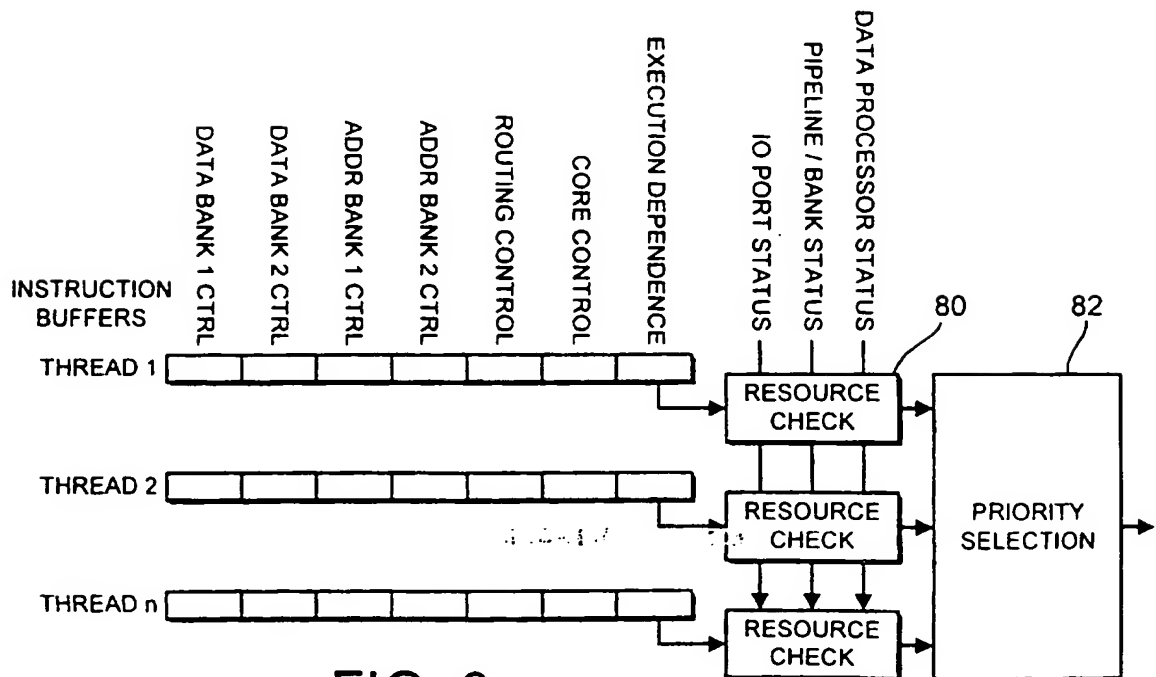 DATA BANK 1 CTRL
DATA BANK 2 CTRL
ADDR BANK 1 CTRL
ADDR BANK 2 CTRL
ROUTING CONTROL
CORE CONTROL
EXECUTION DEPENDENCE
IO PORT STATUS
PIPELINE / BANK STATUS
DATA PROCESSOR STATUS
80
82
INSTRUCTION
BUFFERS
THREAD 1
RESOURCE
CHECK
THREAD 2
RESOURCE
CHECK
PRIORITY
SELECTION
THREAD n
RESOURCE
CHECK